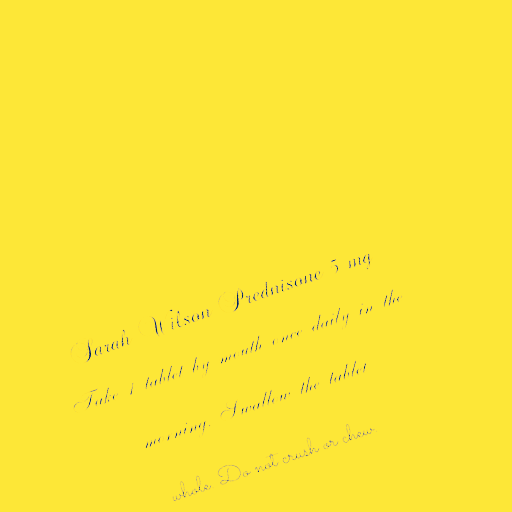 Sarah Wilson Prednisone 5 mg
Take 1 tablet by mouth once daily in the
morning. Swallow the tablet
whole. Do not crush or chew.